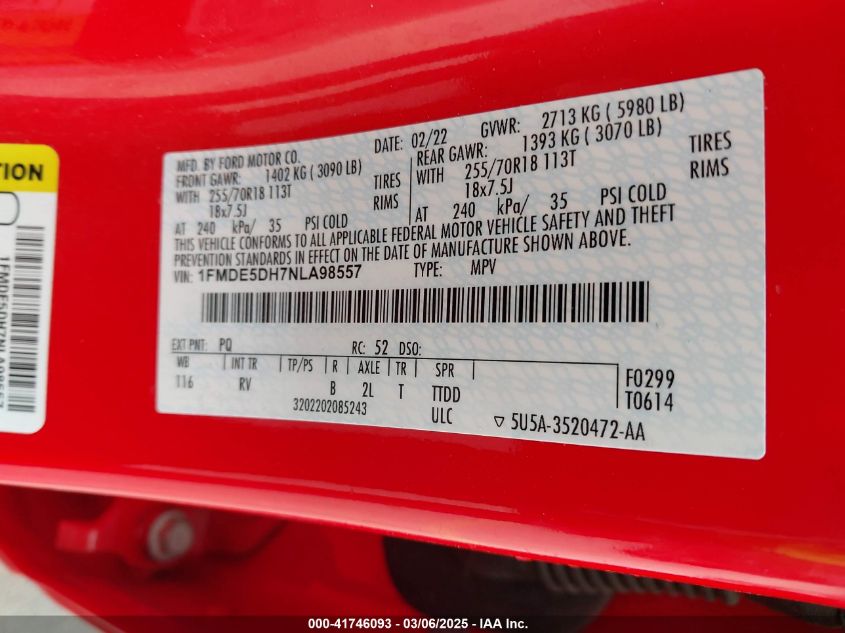 TION
1FMDE5DH7NLA98557
MFD. BY FORD MOTOR CO.
DATE: 02/22 GVWR: 2713 KG ( 5980 LB)
FRONT GAWR: 1402 KG ( 3090 LB)
WITH 255/70R18 113T TIRES
18x7.5J RIMS
AT 240 kPa/ 35 PSI COLD
REAR GAWR: 1393 KG ( 3070 LB)
WITH 255/70R18 113T TIRES
18x7.5J RIMS
AT 240 kPa/ 35 PSI COLD
THIS VEHICLE CONFORMS TO ALL APPLICABLE FEDERAL MOTOR VEHICLE SAFETY AND THEFT
PREVENTION STANDARDS IN EFFECT ON THE DATE OF MANUFACTURE SHOWN ABOVE.
VIN: 1FMDE5DH7NLA98557 TYPE: MPV
EXT PNT: PQ RC: 52 DSO:
WB INT TR TP/PS R AXLE TR SPR
116 RV B 2L T TTDD
3202202085243 ULC
F0299
T0614
▽ 5U5A-3520472-AA
000-41746093 - 03/06/2025 - IAA Inc.